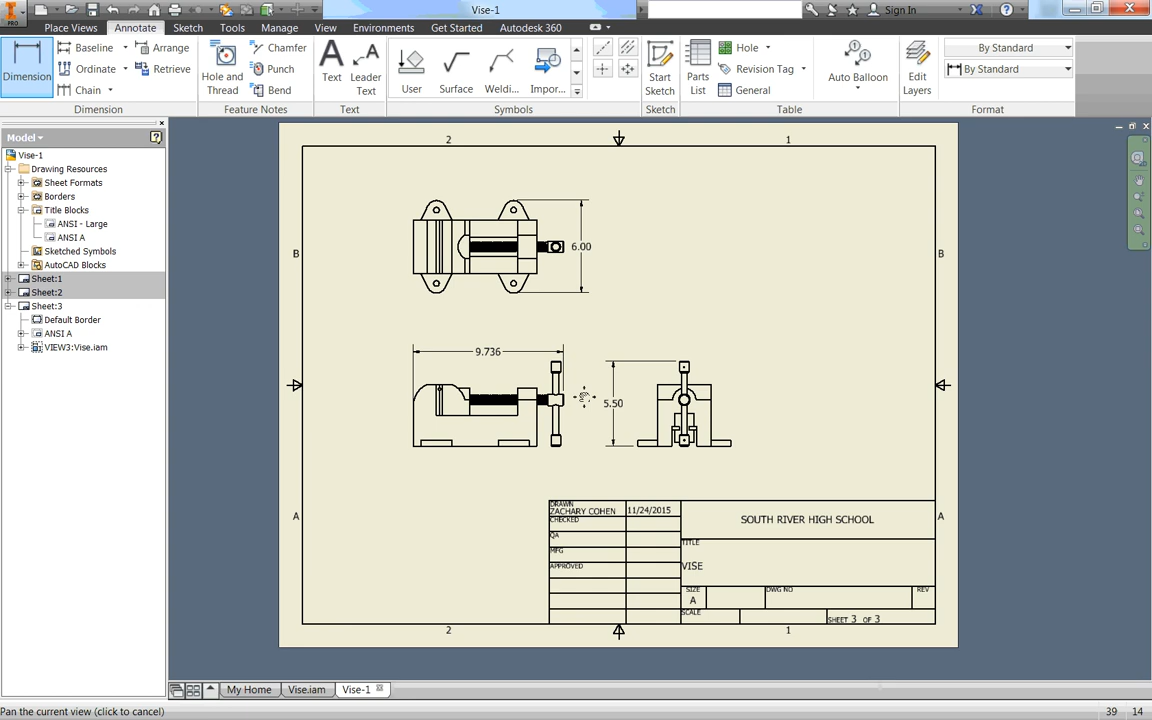 PRO
Vise-1
Sign In
Place Views Annotate Sketch Tools Manage View Environments Get Started Autodesk 360
Dimension
Baseline
Ordinate
Chain
Arrange
Retrieve
Hole and
Thread
Chamfer
Punch
Bend
Text
Leader
Text
User
Surface
Weldi...
Impor...
Start
Sketch
Parts
List
Hole
Revision Tag
General
Auto Balloon
Edit
Layers
By Standard
By Standard
Dimension Feature Notes Text Symbols Sketch Table Format
Model
Vise-1
Drawing Resources
Sheet Formats
Borders
Title Blocks
ANSI - Large
ANSI A
Sketched Symbols
AutoCAD Blocks
Sheet:1
Sheet:2
Sheet:3
Default Border
ANSI A
VIEW3:Vise.iam
2 1
B B
6.00
9.736
5.50
A A
DRAWN
ZACHARY COHEN 11/24/2015
CHECKED
QA
MFG
APPROVED
SOUTH RIVER HIGH SCHOOL
TITLE
VISE
SIZE
A
DWG NO
REV
SCALE
SHEET 3 OF 3
2 1
My Home Vise.iam Vise-1
Pan the current view (click to cancel) 39 14